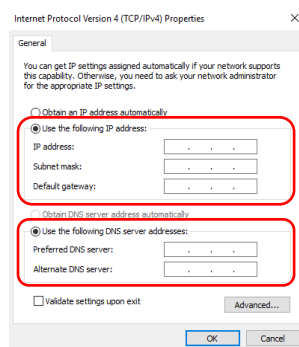 Internet Protocol Version 4 (TCP/IPv4) Properties
General
You can get IP settings assigned automatically if your network supports
this capability. Otherwise, you need to ask your network administrator
for the appropriate IP settings.
Obtain an IP address automatically
Use the following IP address:
IP address:
Subnet mask:
Default gateway:
Obtain DNS server address automatically
Use the following DNS server addresses:
Preferred DNS server:
Alternate DNS server:
Validate settings upon exit
Advanced...
OK Cancel